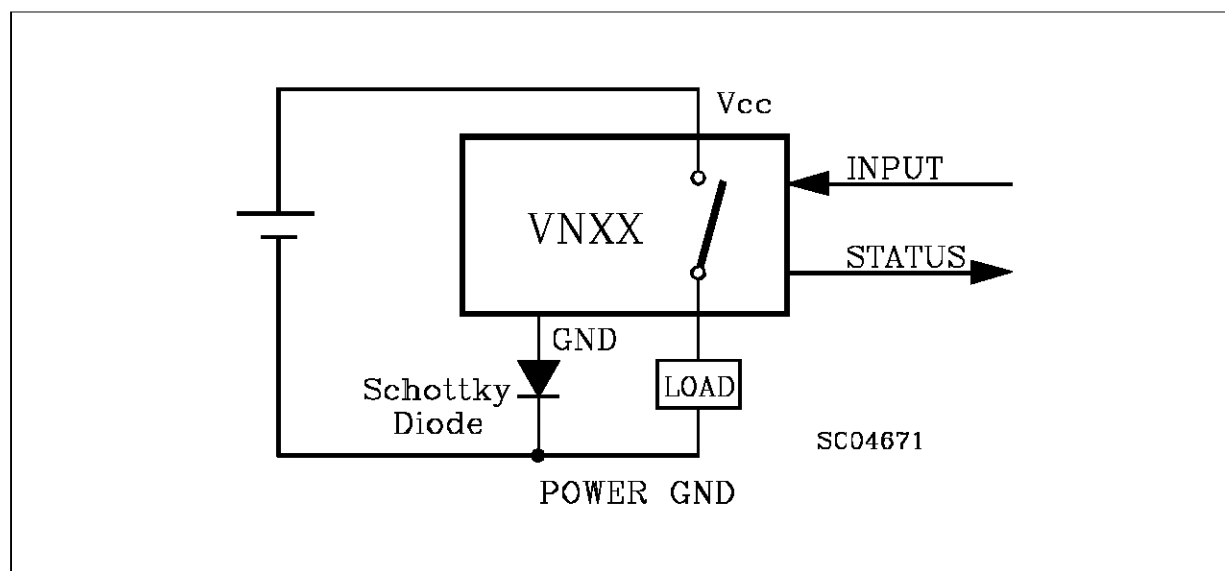 Vcc
INPUT
VNXX
STATUS
GND
Schottky
Diode
LOAD
SC04671
POWER GND